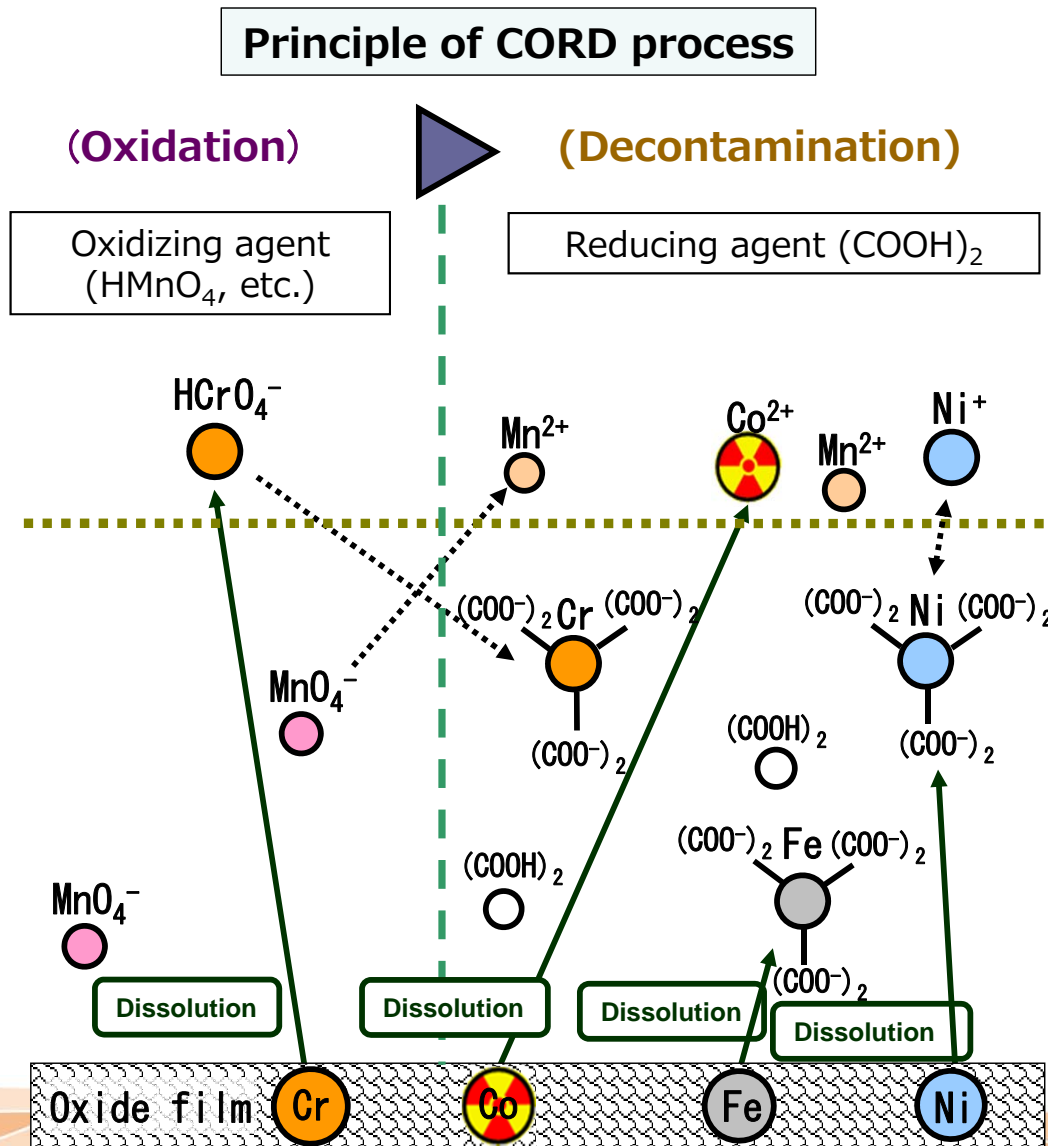 Principle of CORD process
(Oxidation)
(Decontamination)
Oxidizing agent
(HMnO₄, etc.)
Reducing agent (COOH)₂
HCrO₄⁻
Mn²⁺
Co²⁺
Mn²⁺
Ni⁺
(COO⁻)₂ Cr (COO⁻)₂
(COO⁻)₂
(COO⁻)₂ Ni (COO⁻)₂
(COO⁻)₂
MnO₄⁻
(COOH)₂
(COO⁻)₂ Fe (COO⁻)₂
(COO⁻)₂
(COOH)₂
MnO₄⁻
Dissolution
Dissolution
Dissolution
Dissolution
Oxide film Cr Co Fe Ni